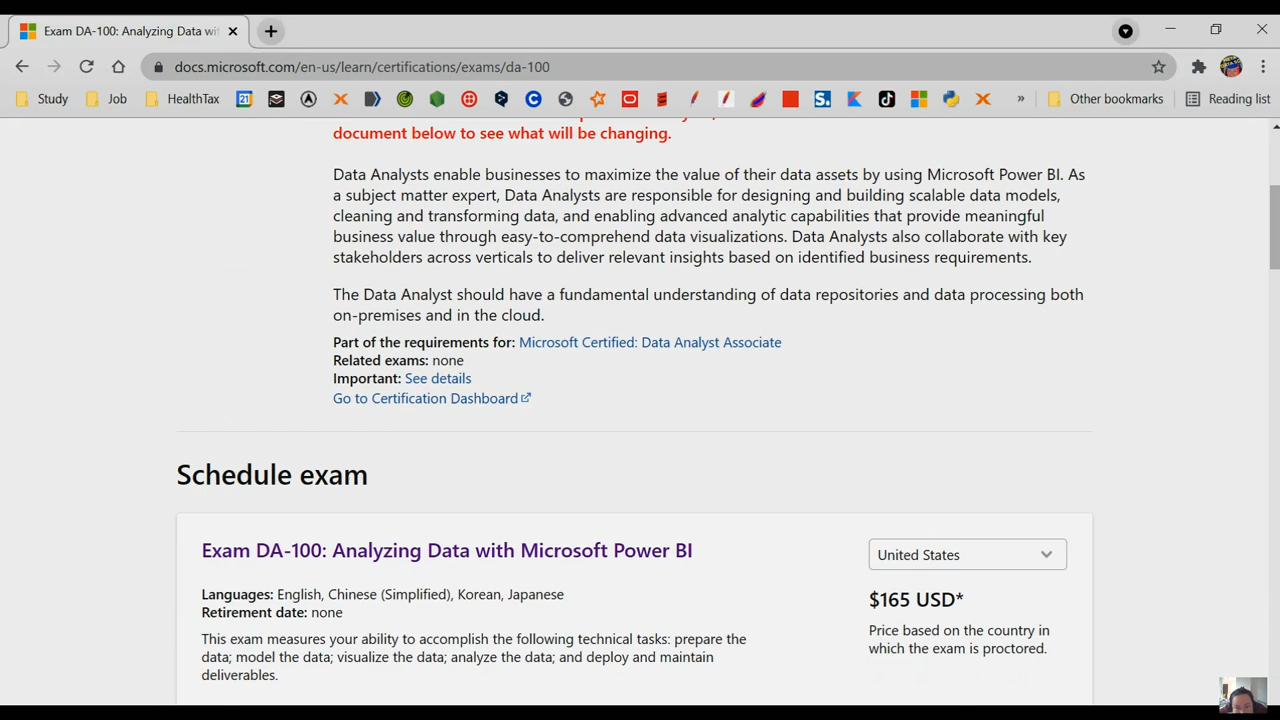 Exam DA-100: Analyzing Data wit
docs.microsoft.com/en-us/learn/certifications/exams/da-100
Study Job HealthTax 21 » Other bookmarks Reading list
document below to see what will be changing.
Data Analysts enable businesses to maximize the value of their data assets by using Microsoft Power BI. As
a subject matter expert, Data Analysts are responsible for designing and building scalable data models,
cleaning and transforming data, and enabling advanced analytic capabilities that provide meaningful
business value through easy-to-comprehend data visualizations. Data Analysts also collaborate with key
stakeholders across verticals to deliver relevant insights based on identified business requirements.
The Data Analyst should have a fundamental understanding of data repositories and data processing both
on-premises and in the cloud.
Part of the requirements for: Microsoft Certified: Data Analyst Associate
Related exams: none
Important: See details
Go to Certification Dashboard
Schedule exam
Exam DA-100: Analyzing Data with Microsoft Power BI
United States
Languages: English, Chinese (Simplified), Korean, Japanese
Retirement date: none
$165 USD*
This exam measures your ability to accomplish the following technical tasks: prepare the
data; model the data; visualize the data; analyze the data; and deploy and maintain
deliverables.
Price based on the country in
which the exam is proctored.